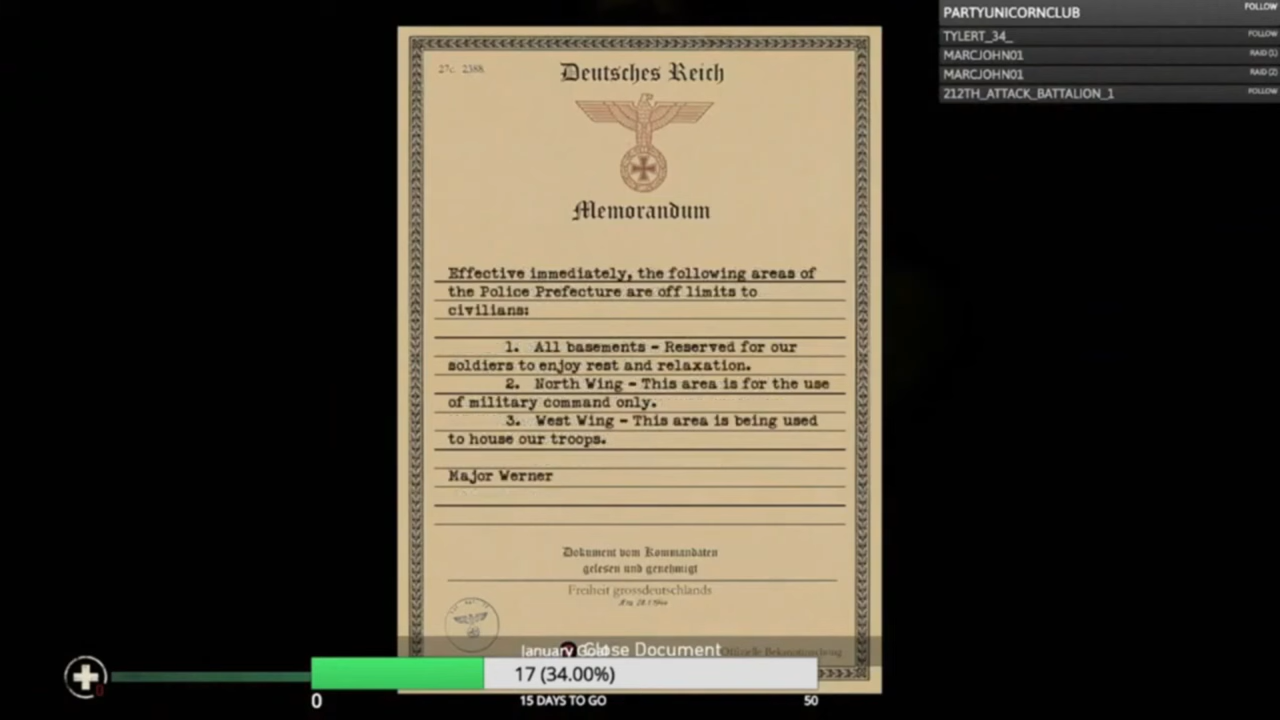 PARTYUNICORNCLUB FOLLOW
TYLERT_34_ FOLLOW
MARCJOHN01 RAID (1)
MARCJOHN01 RAID (2)
212TH_ATTACK_BATTALION_1 FOLLOW
Deutsches Reich
Memorandum
Effective immediately, the following areas of
the Police Prefecture are off limits to
civilians:
1. All basements - Reserved for our
soldiers to enjoy rest and relaxation.
2. North Wing - This area is for the use
of military command only.
3. West Wing - This area is being used
to house our troops.
Major Werner
Dokument vom Kommandaten
gelesen und genehmigt
Freiheit grossdeutschlands
Close Document
January Goal
17 (34.00%)
0 15 DAYS TO GO 50